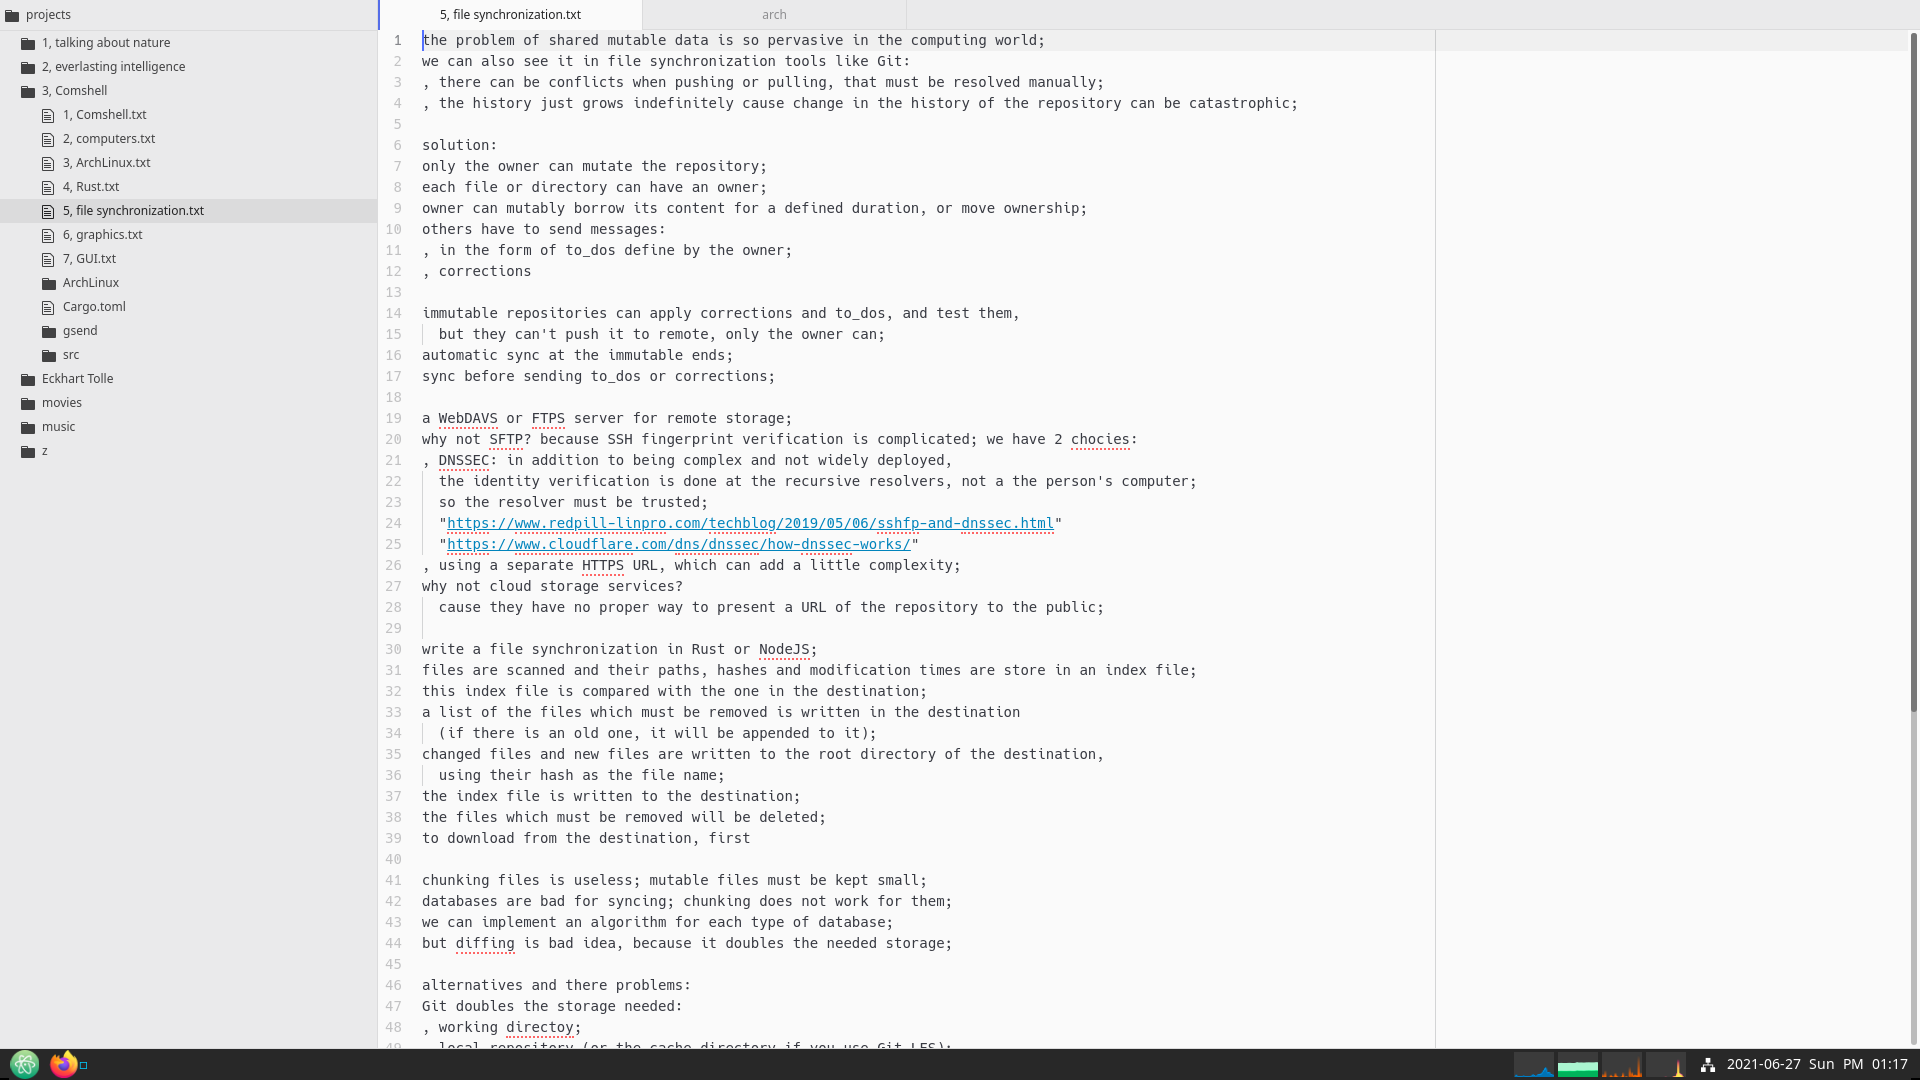 projects
1, talking about nature
2, everlasting intelligence
3, Comshell
1, Comshell.txt
2, computers.txt
3, ArchLinux.txt
4, Rust.txt
5, file synchronization.txt
6, graphics.txt
7, GUI.txt
ArchLinux
Cargo.toml
gsend
src
Eckhart Tolle
movies
music
z
5, file synchronization.txt
arch
1 the problem of shared mutable data is so pervasive in the computing world;
2 we can also see it in file synchronization tools like Git:
3 , there can be conflicts when pushing or pulling, that must be resolved manually;
4 , the history just grows indefinitely cause change in the history of the repository can be catastrophic;
5
6 solution:
7 only the owner can mutate the repository;
8 each file or directory can have an owner;
9 owner can mutably borrow its content for a defined duration, or move ownership;
10 others have to send messages:
11 , in the form of to_dos define by the owner;
12 , corrections
13
14 immutable repositories can apply corrections and to_dos, and test them,
15 but they can't push it to remote, only the owner can;
16 automatic sync at the immutable ends;
17 sync before sending to_dos or corrections;
18
19 a WebDAVS or FTPS server for remote storage;
20 why not SFTP? because SSH fingerprint verification is complicated; we have 2 chocies:
21 , DNSSEC: in addition to being complex and not widely deployed,
22 the identity verification is done at the recursive resolvers, not a the person's computer;
23 so the resolver must be trusted;
24 "https://www.redpill-linpro.com/techblog/2019/05/06/sshfp-and-dnssec.html"
25 "https://www.cloudflare.com/dns/dnssec/how-dnssec-works/"
26 , using a separate HTTPS URL, which can add a little complexity;
27 why not cloud storage services?
28 cause they have no proper way to present a URL of the repository to the public;
29
30 write a file synchronization in Rust or NodeJS;
31 files are scanned and their paths, hashes and modification times are store in an index file;
32 this index file is compared with the one in the destination;
33 a list of the files which must be removed is written in the destination
34 (if there is an old one, it will be appended to it);
35 changed files and new files are written to the root directory of the destination,
36 using their hash as the file name;
37 the index file is written to the destination;
38 the files which must be removed will be deleted;
39 to download from the destination, first
40
41 chunking files is useless; mutable files must be kept small;
42 databases are bad for syncing; chunking does not work for them;
43 we can implement an algorithm for each type of database;
44 but diffing is bad idea, because it doubles the needed storage;
45
46 alternatives and there problems:
47 Git doubles the storage needed:
48 , working directoy;
49 , local repository (or the cache directory if you use Git LFS);
2021-06-27 Sun PM 01:17